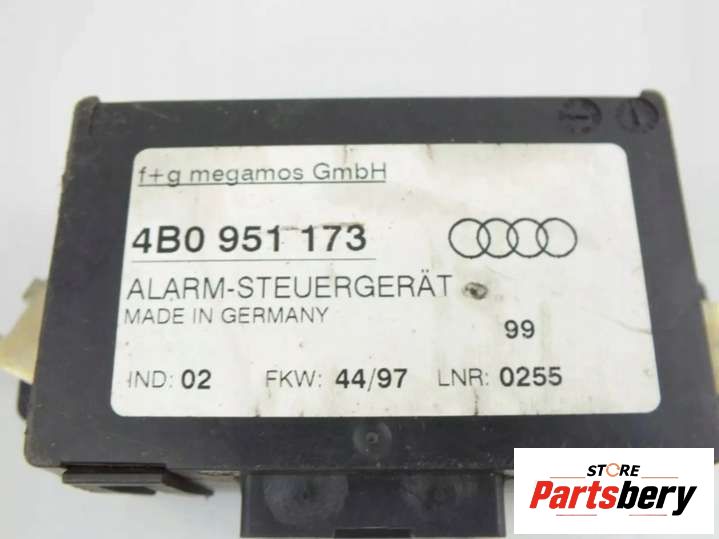 f+g megamos GmbH
4B0 951 173
ALARM-STEUERGERÄT
MADE IN GERMANY
99
IND: 02 FKW: 44/97 LNR: 0255
STORE
Partsbery